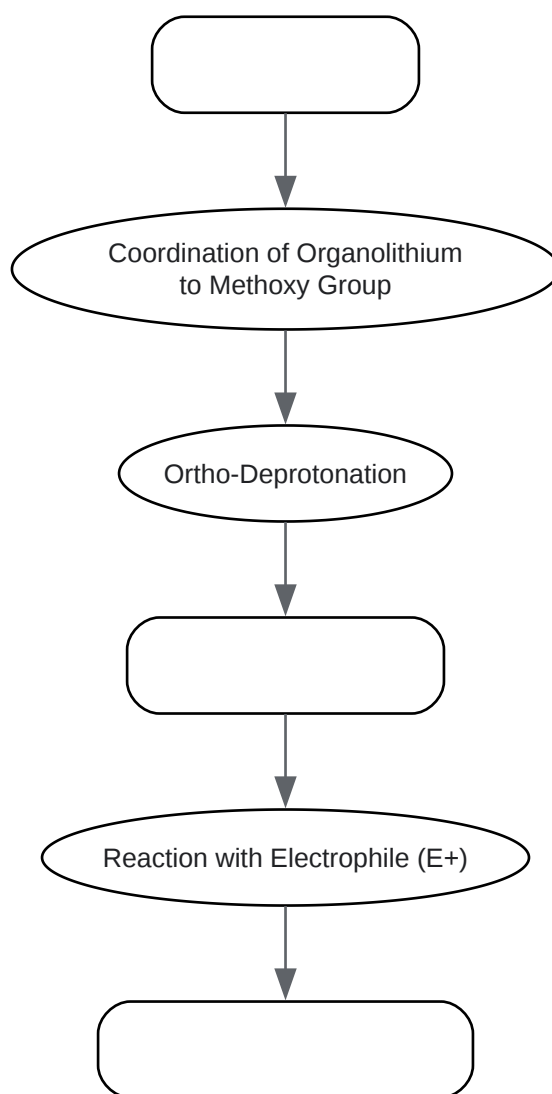 Coordination of Organolithium
to Methoxy Group
Ortho-Deprotonation
Reaction with Electrophile (E+)